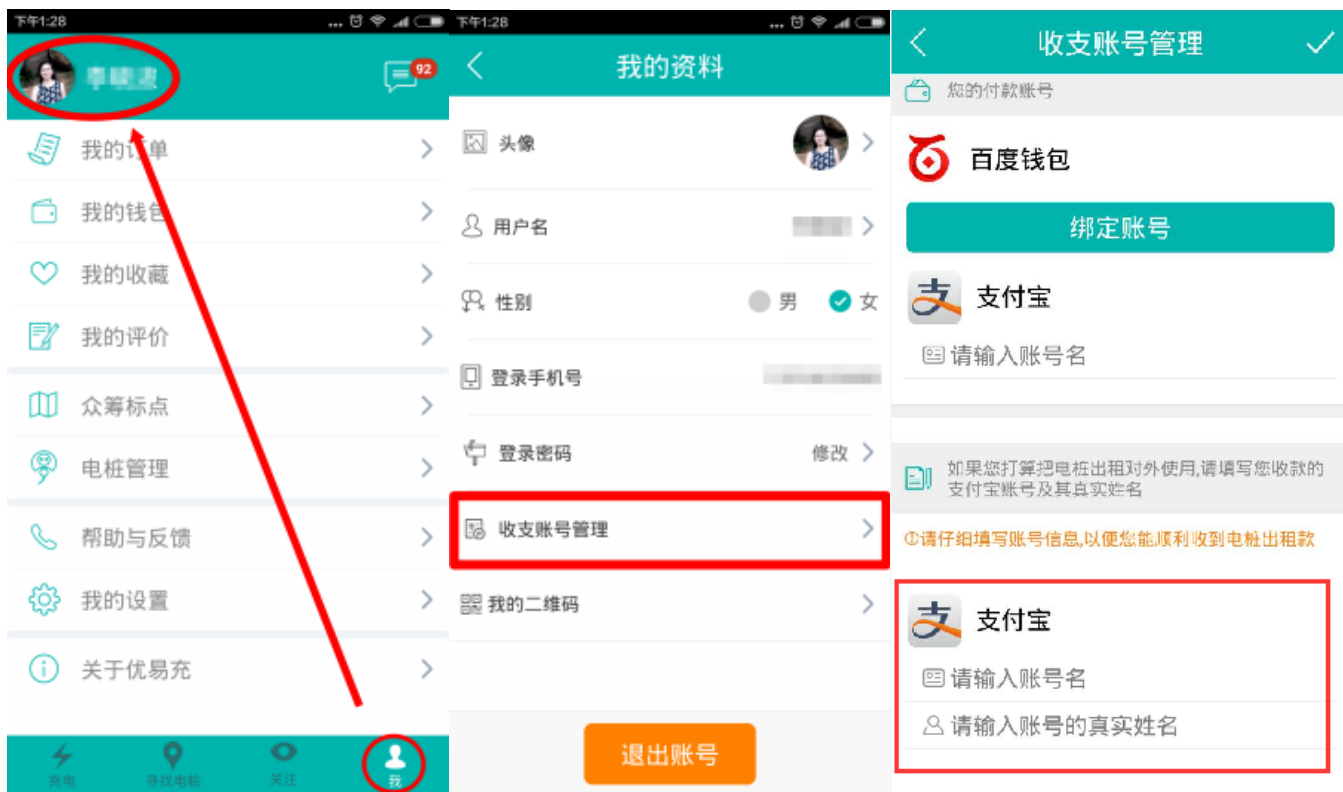 下午1:28
...
92
我的订单
我的钱包
我的收藏
我的评价
众筹标点
电桩管理
帮助与反馈
我的设置
关于优易充
充电
寻找电桩
关注
我
下午1:28
...
我的资料
头像
用户名
性别
男
女
登录手机号
登录密码
修改
收支账号管理
我的二维码
退出账号
收支账号管理
您的付款账号
百度钱包
绑定账号
支 支付宝
请输入账号名
如果您打算把电桩出租对外使用,请填写您收款的
支付宝账号及其真实姓名
请仔细填写账号信息,以便您能顺利收到电桩出租款
支 支付宝
请输入账号名
请输入账号的真实姓名